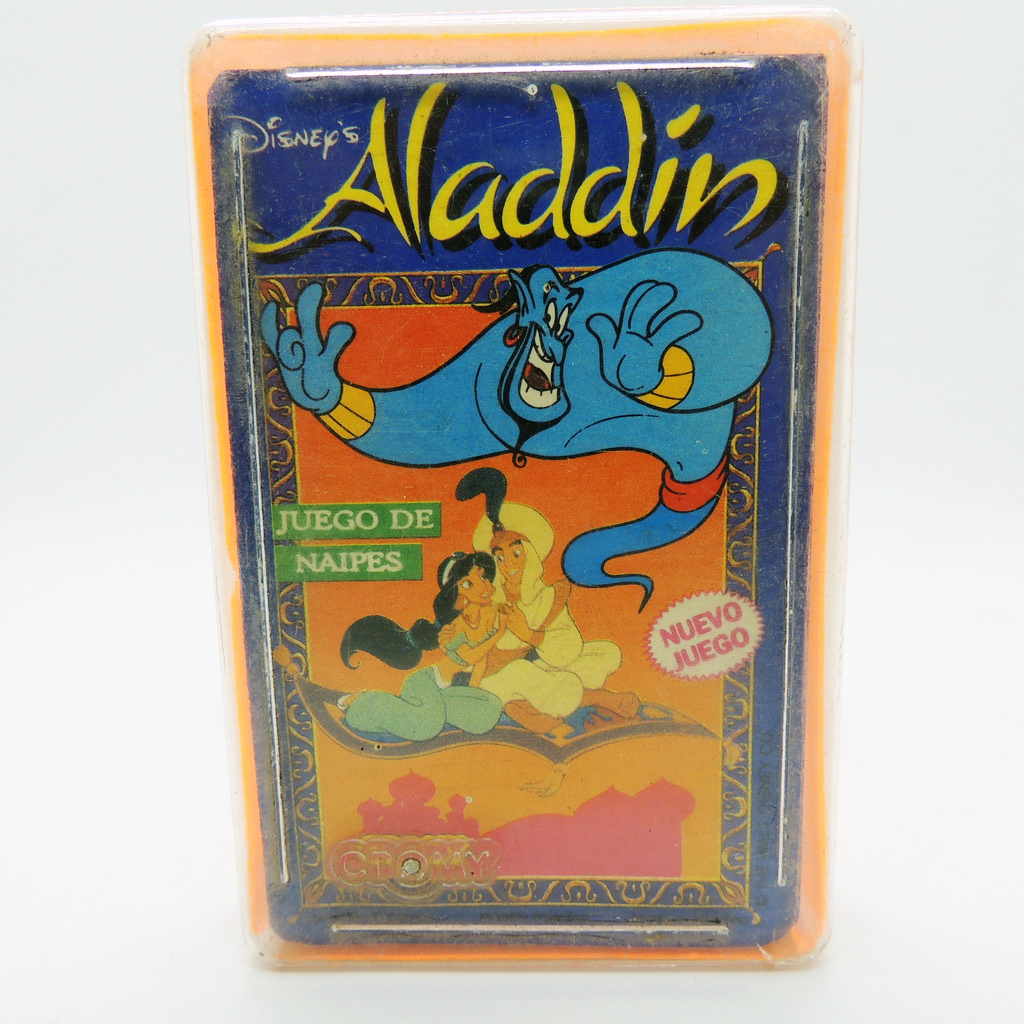 DISNEY'S
Aladdin
JUEGO DE
NAIPES
NUEVO
JUEGO
CROMY